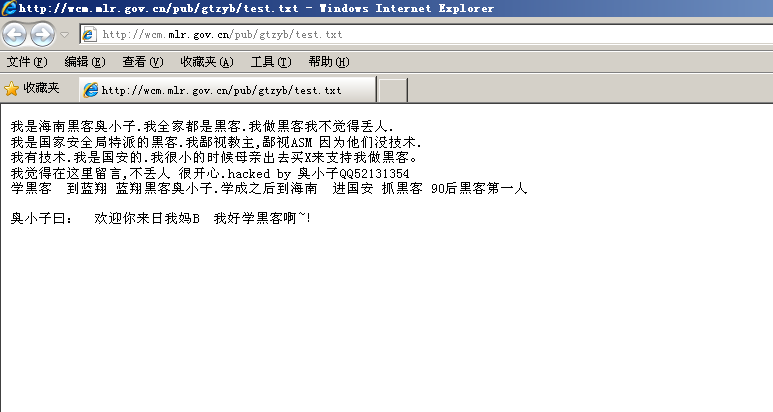 http://wcm.mlr.gov.cn/pub/gtzyb/test.txt - Windows Internet Explorer
http://wcm.mlr.gov.cn/pub/gtzyb/test.txt
文件(F) 编辑(E) 查看(V) 收藏夹(A) 工具(T) 帮助(H)
收藏夹 http://wcm.mlr.gov.cn/pub/gtzyb/test.txt
我是海南黑客臭小子.我全家都是黑客.我做黑客我不觉得丢人.
我是国家安全局特派的黑客.我鄙视教主,鄙视ASM 因为他们没技术.
我有技术.我是国安的.我很小的时候母亲出去买X来支持我做黑客。
我觉得在这里留言,不丢人 很开心.hacked by 臭小子QQ52131354
学黑客 到蓝翔 蓝翔黑客臭小子.学成之后到海南 进国安 抓黑客 90后黑客第一人
臭小子曰： 欢迎你来日我妈B 我好学黑客啊~!